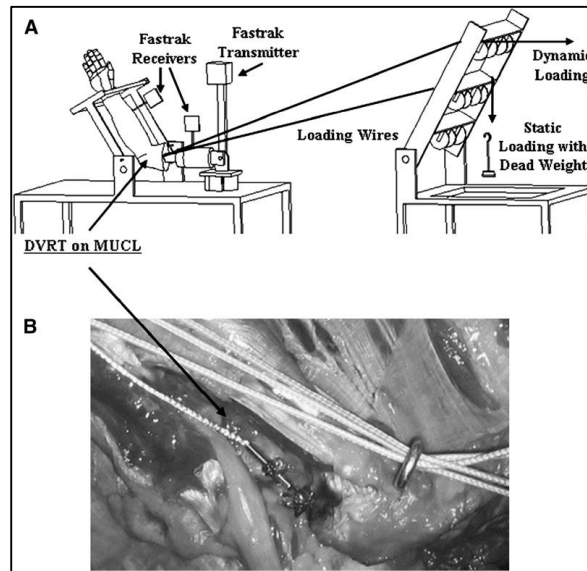 A
Fastrak
Receivers
Fastrak
Transmitter
Dynamic
Loading
Loading Wires
Static
Loading with
Dead Weight
DVRT on MUCL
B